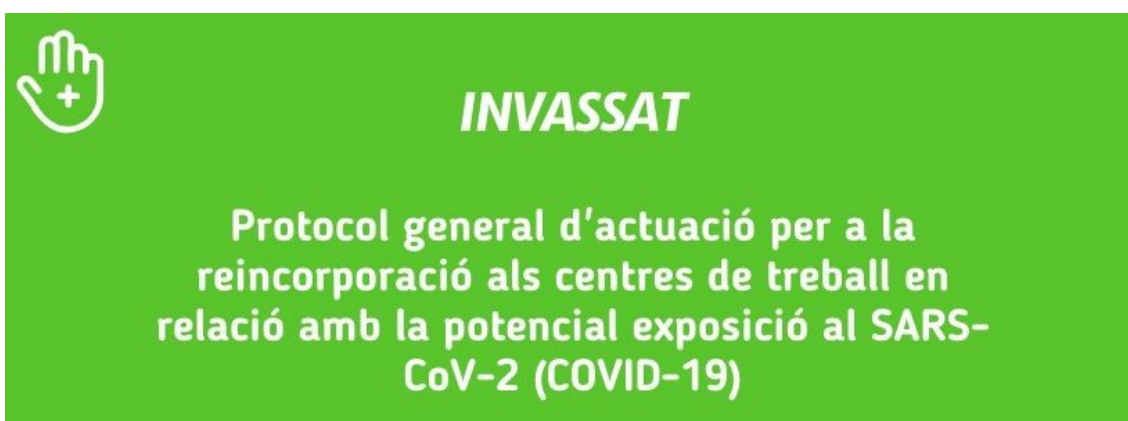 INVASSAT
Protocol general d'actuació per a la
reincorporació als centres de treball en
relació amb la potencial exposició al SARS-
CoV-2 (COVID-19)